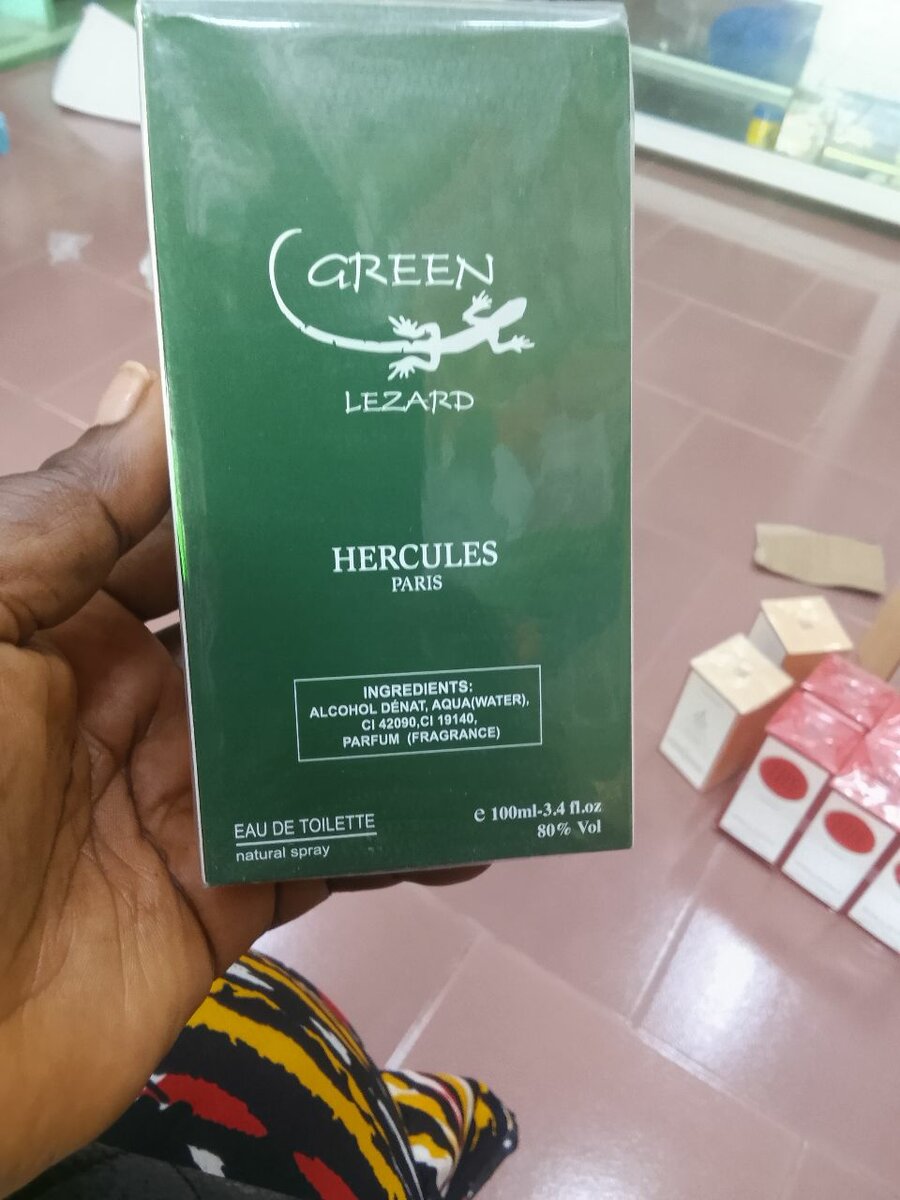 GREEN
LEZARD
HERCULES
PARIS
INGREDIENTS:
ALCOHOL DÉNAT, AQUA(WATER),
CI 42090,CI 19140,
PARFUM (FRAGRANCE)
EAU DE TOILETTE
natural spray
e 100ml-3.4 fl.oz
80% Vol